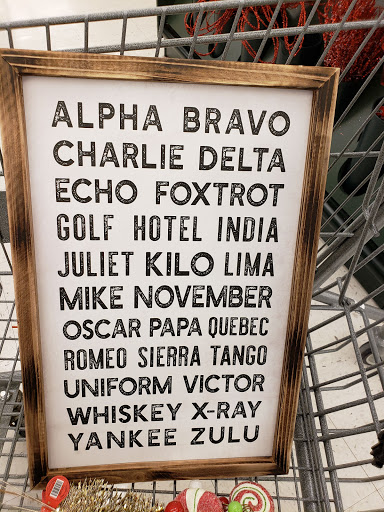 ALPHA BRAVO
CHARLIE DELTA
ECHO FOXTROT
GOLF HOTEL INDIA
JULIET KILO LIMA
MIKE NOVEMBER
OSCAR PAPA QUEBEC
ROMEO SIERRA TANGO
UNIFORM VICTOR
WHISKEY X-RAY
YANKEE ZULU